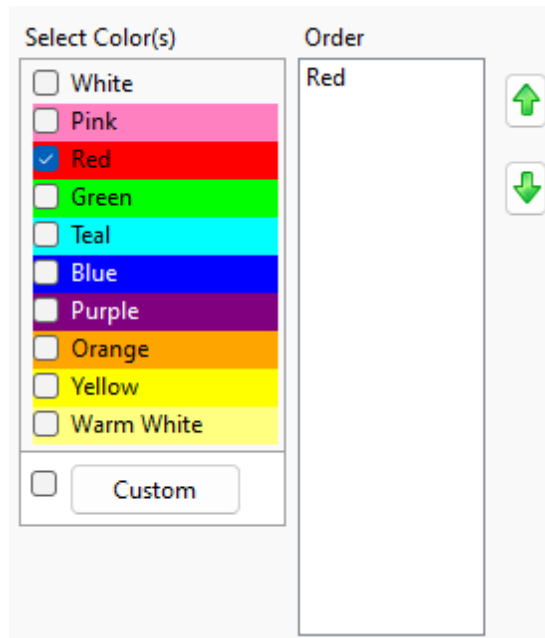 Select Color(s)
White
Pink
Red
Green
Teal
Blue
Purple
Orange
Yellow
Warm White
Custom
Order
Red